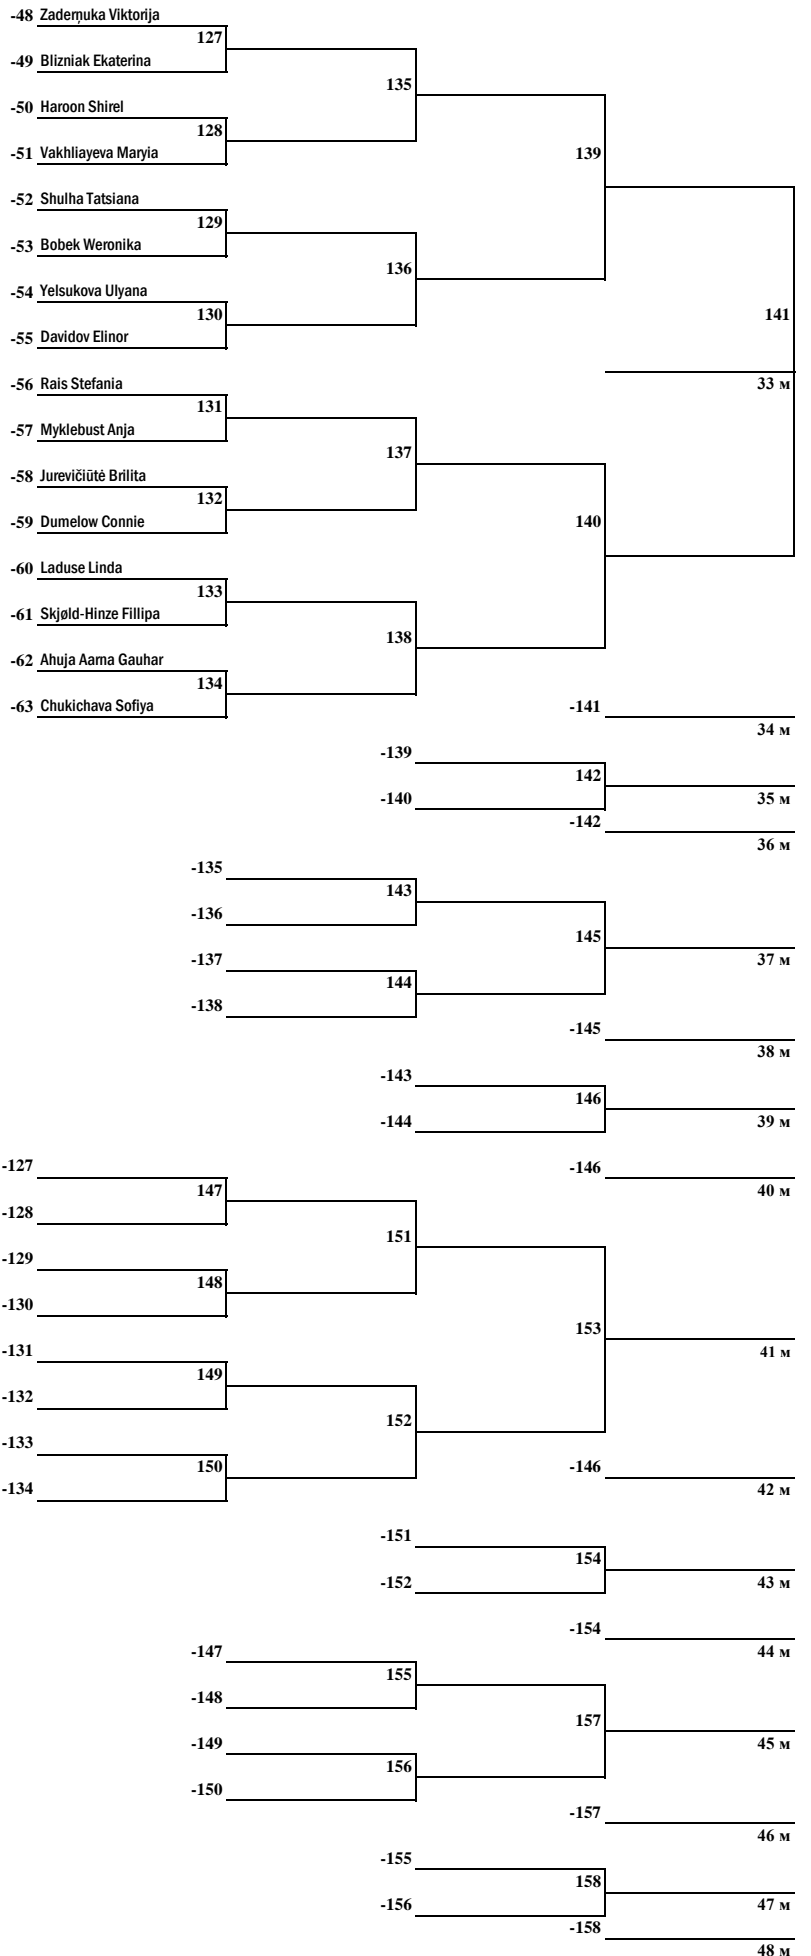 -48 Zaderņuka Viktorija
127
-49 Blizniak Ekaterina
135
-50 Haroon Shirel
128
-51 Vakhliayeva Maryia
139
-52 Shulha Tatsiana
129
-53 Bobek Weronika
136
-54 Yelsukova Ulyana
130
141
-55 Davidov Elinor
-56 Rais Stefania
33 м
131
-57 Myklebust Anja
137
-58 Jurevičiūtė Brilita
132
-59 Dumelow Connie
140
-60 Laduse Linda
133
-61 Skjøld-Hinze Fillipa
138
-62 Ahuja Aarna Gauhar
134
-63 Chukichava Sofiya
-141
34 м
-139
142
-140
35 м
-142
36 м
-135
143
-136
145
-137
37 м
144
-138
-145
38 м
-143
146
-144
39 м
-127
-146
147
40 м
-128
151
-129
148
-130
153
-131
41 м
149
-132
152
-133
150
-146
-134
42 м
-151
154
-152
43 м
-154
-147
44 м
155
-148
157
-149
45 м
156
-150
-157
46 м
-155
158
-156
47 м
-158
48 м